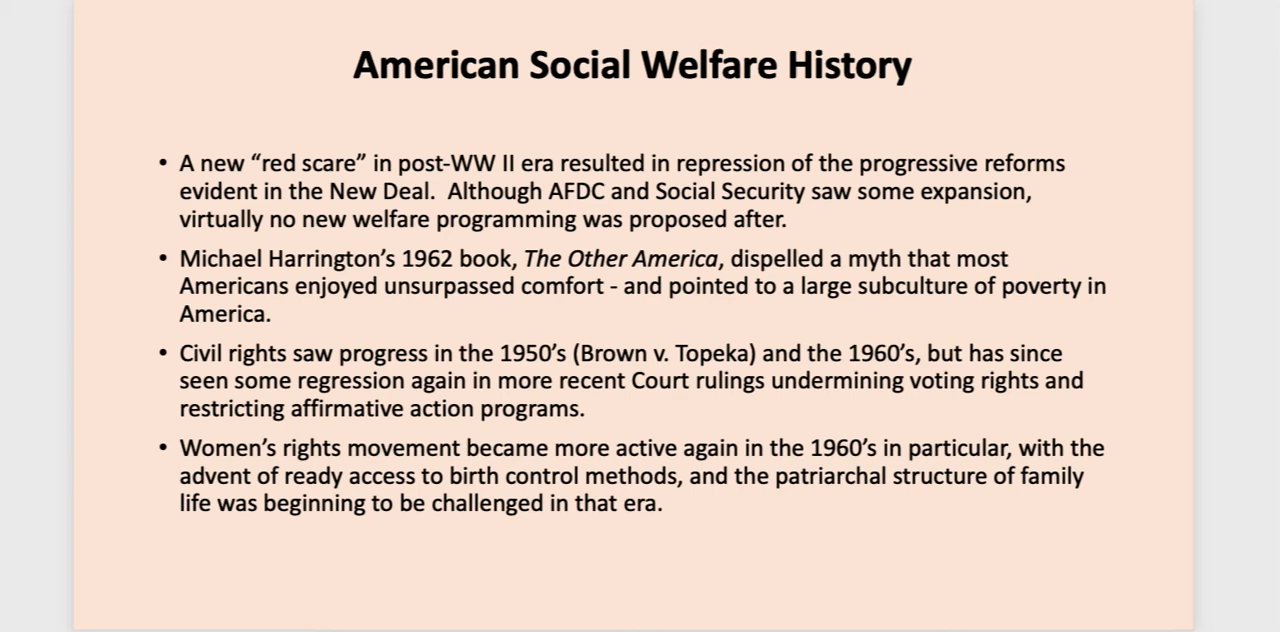 American Social Welfare History
• A new “red scare” in post-WW II era resulted in repression of the progressive reforms
evident in the New Deal.  Although AFDC and Social Security saw some expansion,
virtually no new welfare programming was proposed after.
• Michael Harrington’s 1962 book, The Other America, dispelled a myth that most
Americans enjoyed unsurpassed comfort - and pointed to a large subculture of poverty in
America.
• Civil rights saw progress in the 1950’s (Brown v. Topeka) and the 1960’s, but has since
seen some regression again in more recent Court rulings undermining voting rights and
restricting affirmative action programs.
• Women’s rights movement became more active again in the 1960’s in particular, with the
advent of ready access to birth control methods, and the patriarchal structure of family
life was beginning to be challenged in that era.